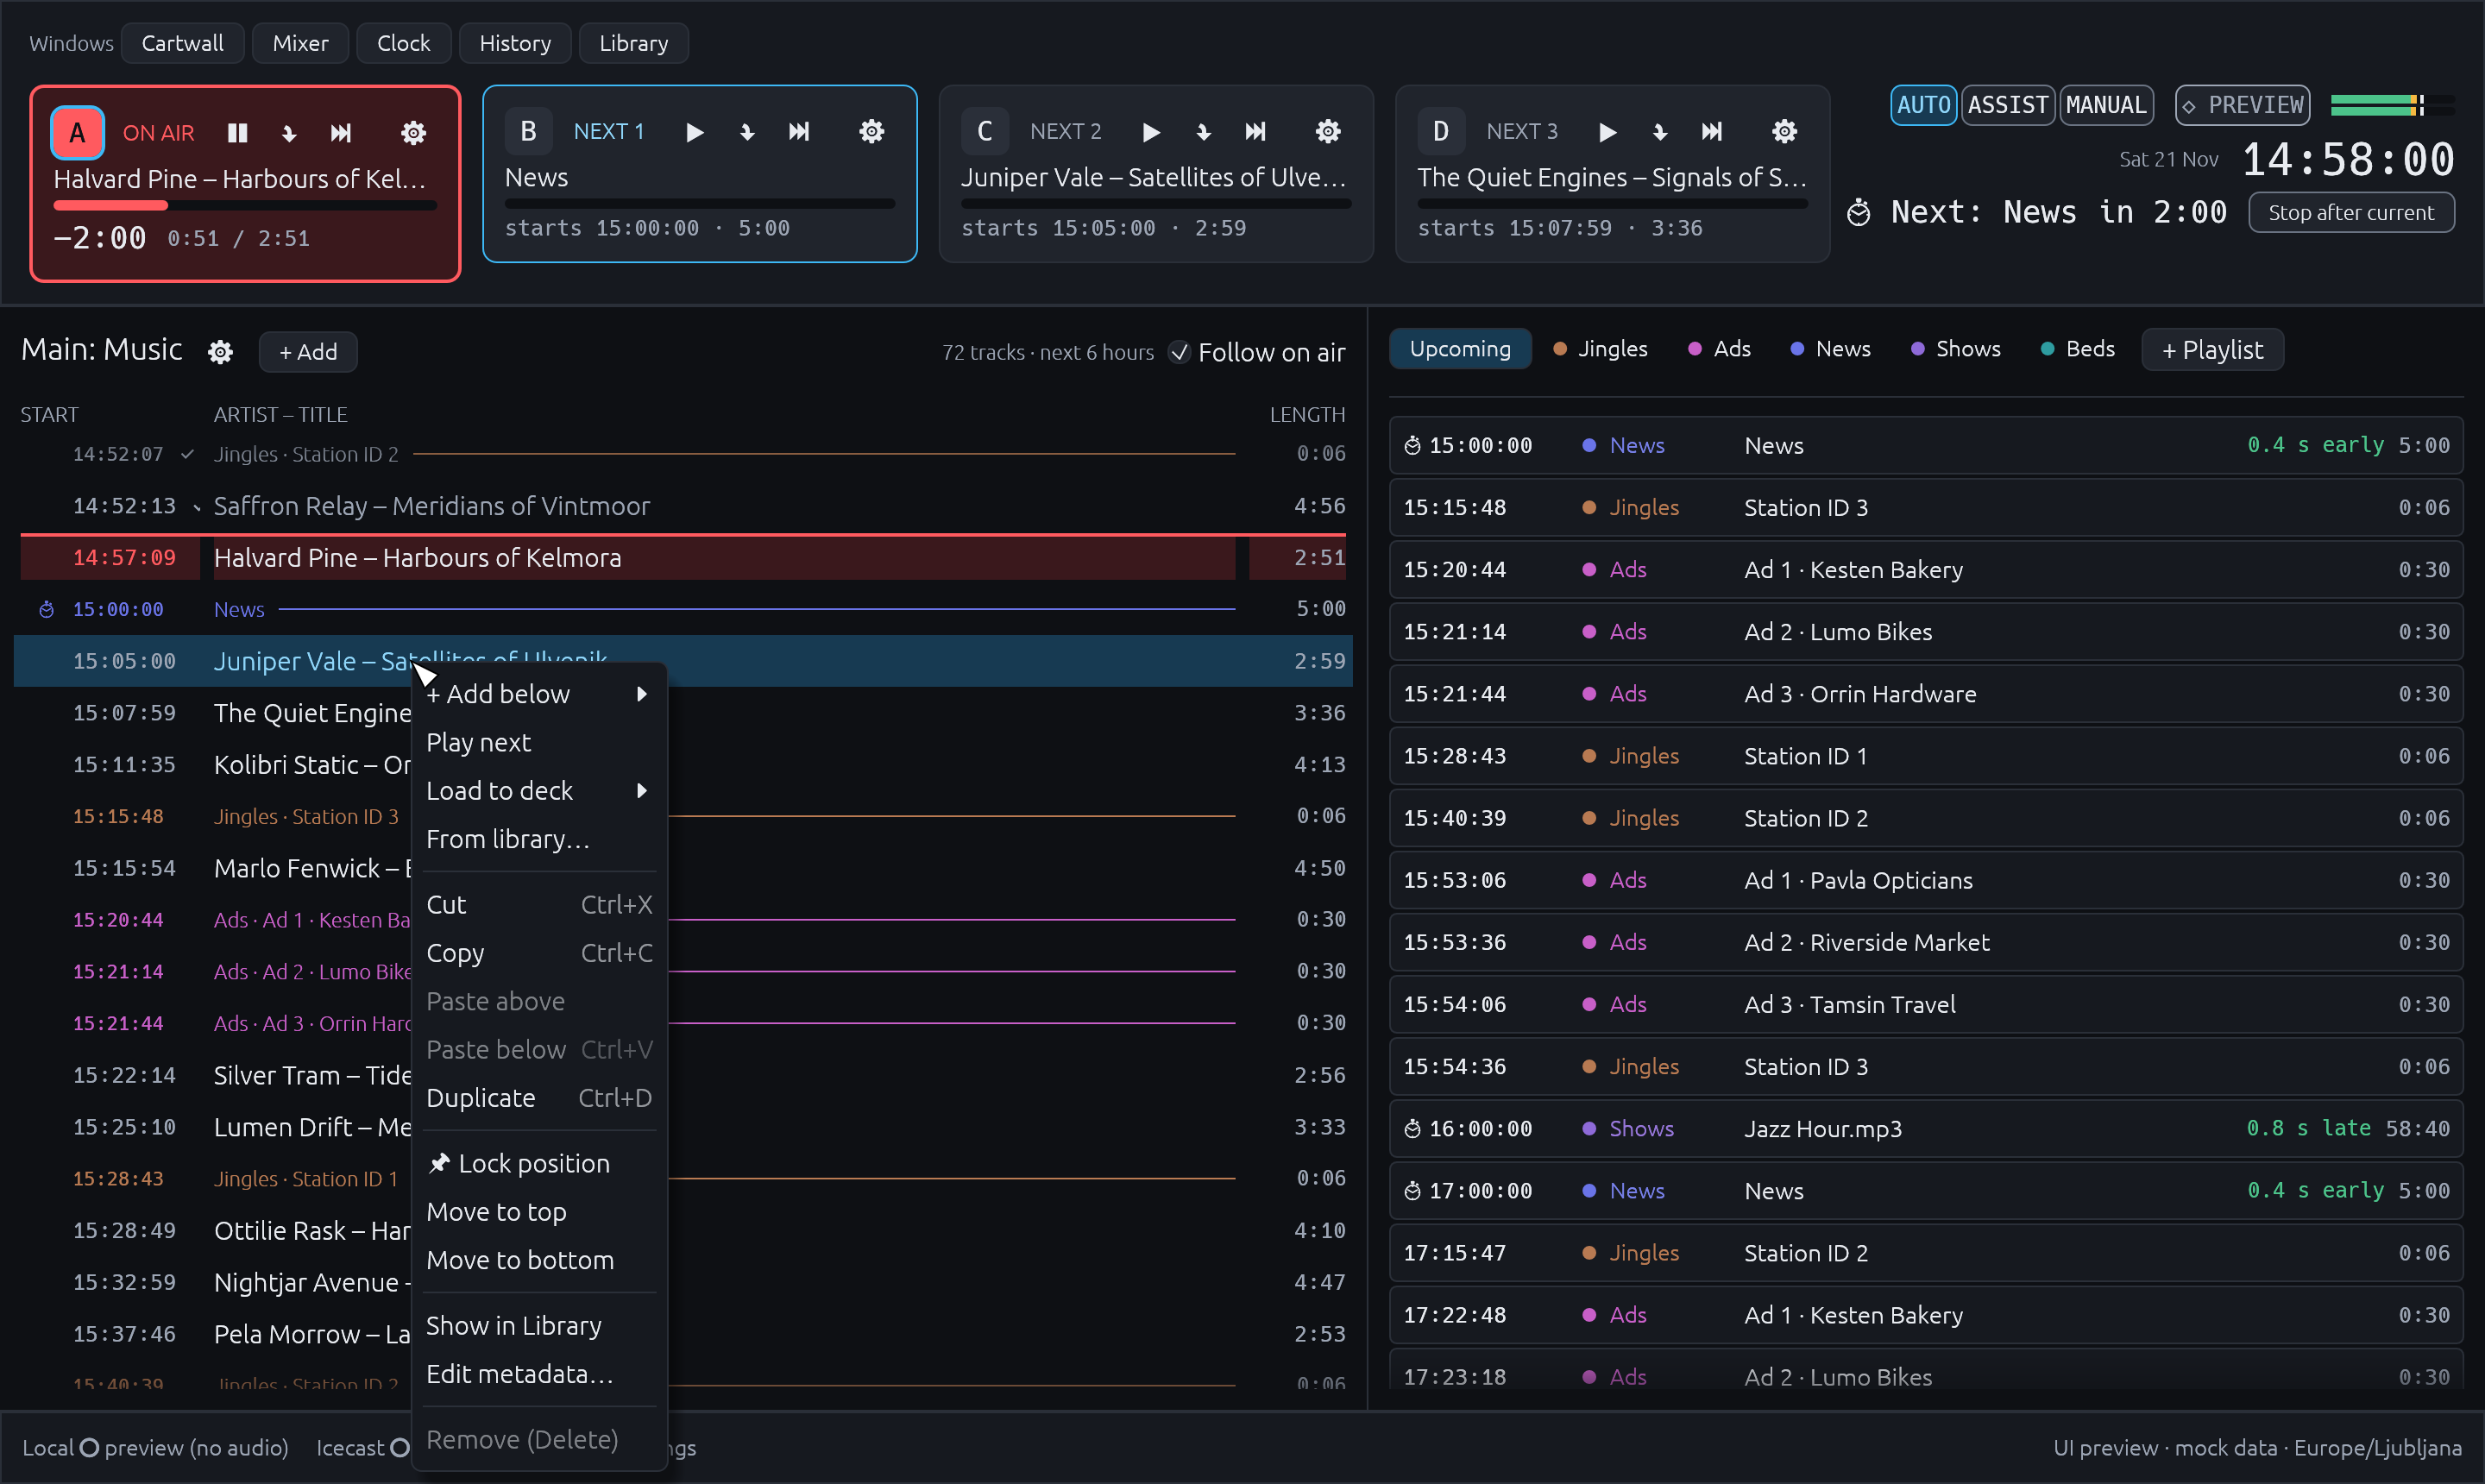 Windows Cartwall Mixer Clock History Library
A ON AIR
Halvard Pine – Harbours of Kel…
−2:00 0:51 / 2:51
B NEXT 1
News
starts 15:00:00 · 5:00
C NEXT 2
Juniper Vale – Satellites of Ulve…
starts 15:05:00 · 2:59
D NEXT 3
The Quiet Engines – Signals of S…
starts 15:07:59 · 3:36
AUTO ASSIST MANUAL ◇ PREVIEW
Sat 21 Nov 14:58:00
Next: News in 2:00 Stop after current
Main: Music + Add 72 tracks · next 6 hours Follow on air
START ARTIST – TITLE LENGTH
14:52:07 Jingles · Station ID 2 0:06
14:52:13 Saffron Relay – Meridians of Vintmoor 4:56
14:57:09 Halvard Pine – Harbours of Kelmora 2:51
15:00:00 News 5:00
15:05:00 Juniper Vale – Satellites of Ulvenik 2:59
15:07:59 The Quiet Engine 3:36
15:11:35 Kolibri Static – Or 4:13
15:15:48 Jingles · Station ID 3 0:06
15:15:54 Marlo Fenwick – 4:50
15:20:44 Ads · Ad 1 · Kesten Ba 0:30
15:21:14 Ads · Ad 2 · Lumo Bike 0:30
15:21:44 Ads · Ad 3 · Orrin Hard 0:30
15:22:14 Silver Tram – Tide 2:56
15:25:10 Lumen Drift – Me 3:33
15:28:43 Jingles · Station ID 1 0:06
15:28:49 Ottilie Rask – Har 4:10
15:32:59 Nightjar Avenue – 4:47
15:37:46 Pela Morrow – La 2:53
15:40:39 Jingles · Station ID 2 0:06
+ Add below
Play next
Load to deck
From library…
Cut Ctrl+X
Copy Ctrl+C
Paste above
Paste below Ctrl+V
Duplicate Ctrl+D
Lock position
Move to top
Move to bottom
Show in Library
Edit metadata…
Remove (Delete)
Upcoming Jingles Ads News Shows Beds + Playlist
15:00:00 News News 0.4 s early 5:00
15:15:48 Jingles Station ID 3 0:06
15:20:44 Ads Ad 1 · Kesten Bakery 0:30
15:21:14 Ads Ad 2 · Lumo Bikes 0:30
15:21:44 Ads Ad 3 · Orrin Hardware 0:30
15:28:43 Jingles Station ID 1 0:06
15:40:39 Jingles Station ID 2 0:06
15:53:06 Ads Ad 1 · Pavla Opticians 0:30
15:53:36 Ads Ad 2 · Riverside Market 0:30
15:54:06 Ads Ad 3 · Tamsin Travel 0:30
15:54:36 Jingles Station ID 3 0:06
16:00:00 Shows Jazz Hour.mp3 0.8 s late 58:40
17:00:00 News News 0.4 s early 5:00
17:15:47 Jingles Station ID 2 0:06
17:22:48 Ads Ad 1 · Kesten Bakery 0:30
17:23:18 Ads Ad 2 · Lumo Bikes 0:30
Local preview (no audio) Icecast ngs
UI preview · mock data · Europe/Ljubljana